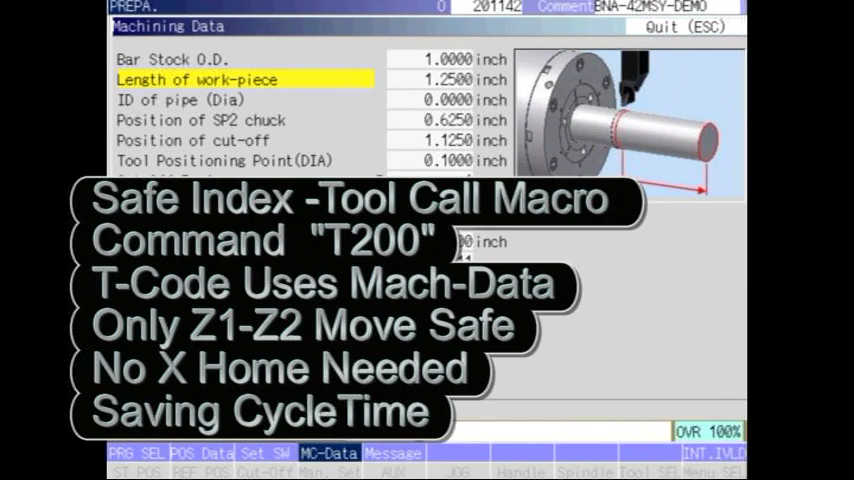 PREPA. O 201142 Comment BNA-42MSY-DEMO
Machining Data Quit (ESC)
Bar Stock O.D. 1.0000 inch
Length of work-piece 1.2500 inch
ID of pipe (Dia) 0.0000 inch
Position of SP2 chuck 0.6250 inch
Position of cut-off 1.1250 inch
Tool Positioning Point(DIA) 0.1000 inch
Safe Index -Tool Call Macro
Command "T200"
inch
T-Code Uses Mach-Data
Only Z1-Z2 Move Safe
No X Home Needed
Saving CycleTime
OVR 100%
PRG SEL POS Data Set SW MC-Data Message INT.IVLD
ST POS REF POS Cut-Off Man. Set AUX JOG Handle Spindle Tool SEL Menu SEL